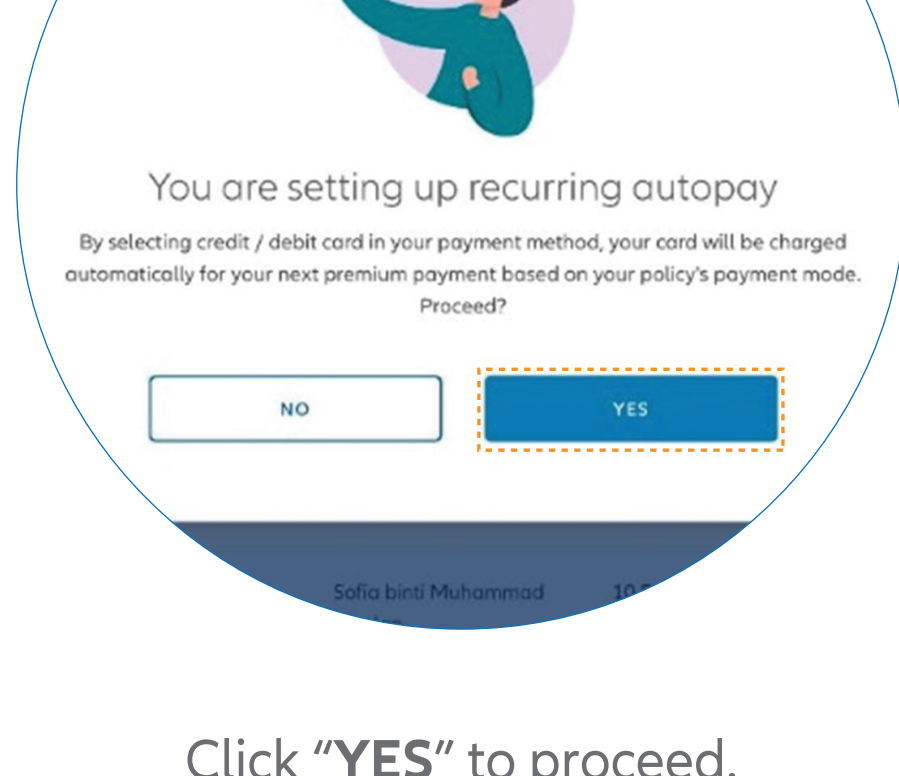 You are setting up recurring autopay
By selecting credit / debit card in your payment method, your card will be charged
automatically for your next premium payment based on your policy's payment mode.
Proceed?
NO YES
Sofia binti Muhammad 10
Click “YES” to proceed.